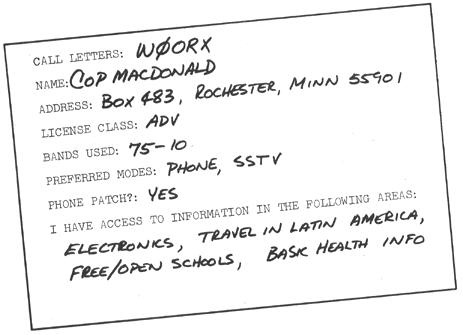 CALL LETTERS: WØORX
NAME: COP MACDONALD
ADDRESS: BOX 483, ROCHESTER, MINN 55901
LICENSE CLASS: ADV
BANDS USED: 75-10
PREFERRED MODES: PHONE, SSTV
PHONE PATCH?: YES
I HAVE ACCESS TO INFORMATION IN THE FOLLOWING AREAS:
ELECTRONICS, TRAVEL IN LATIN AMERICA,
FREE/OPEN SCHOOLS, BASIC HEALTH INFO